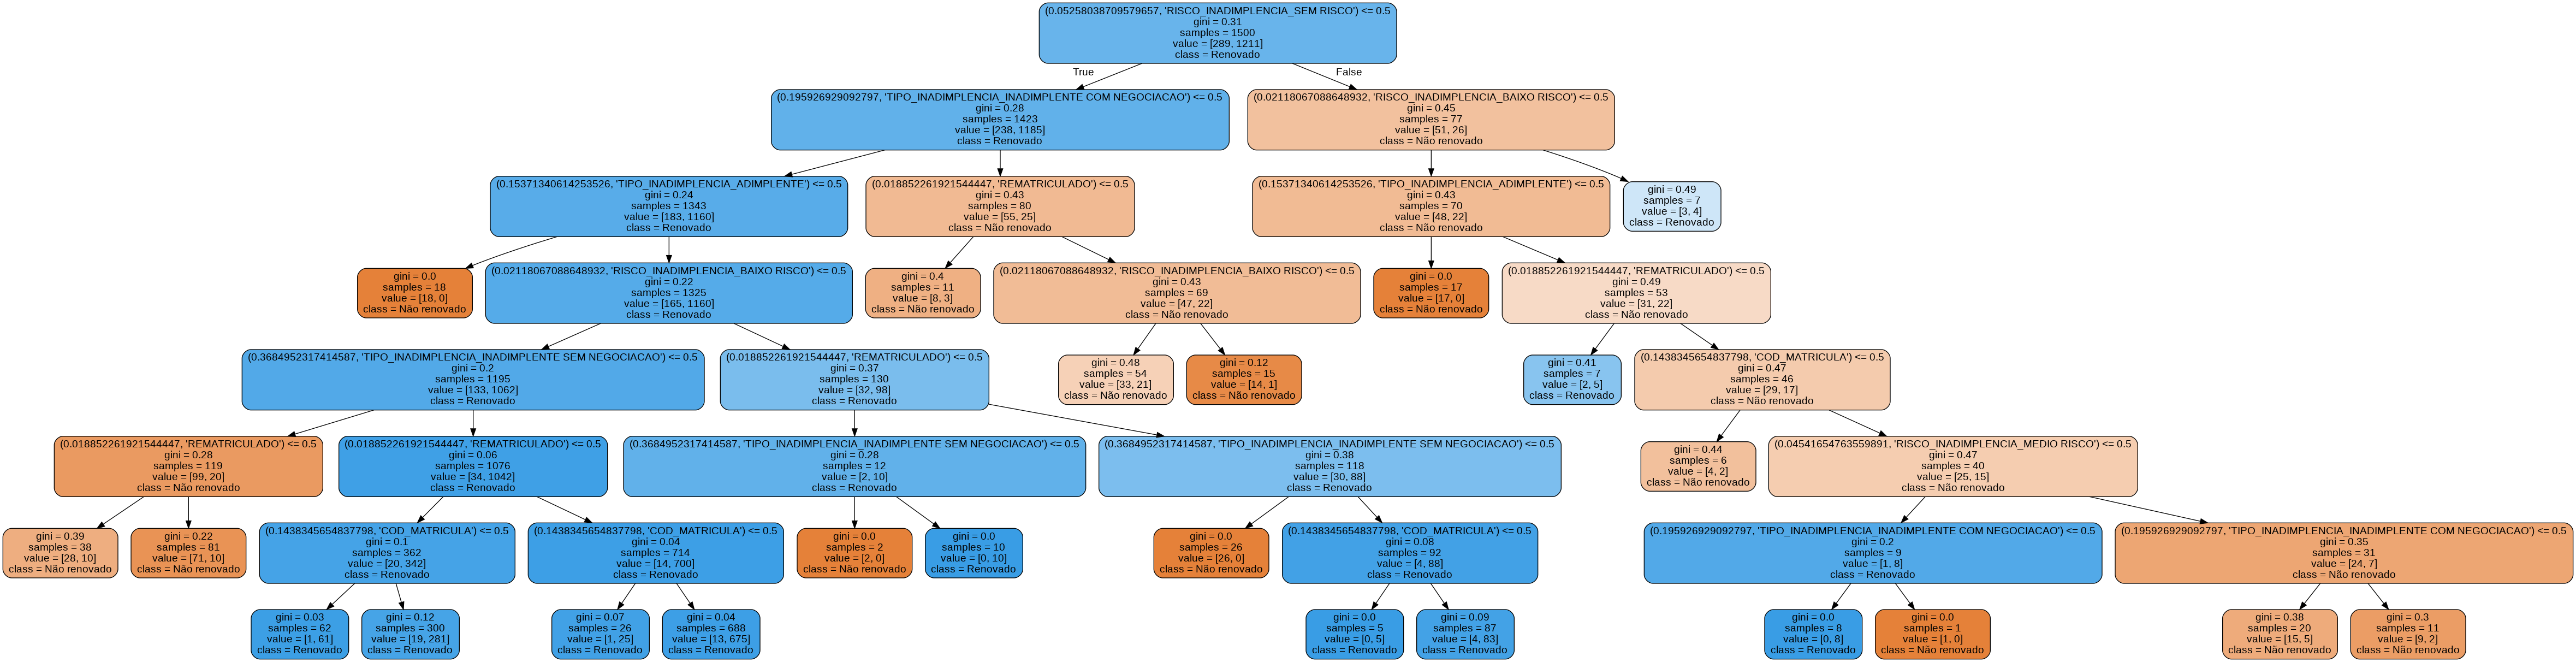 (0.05258038709579657, 'RISCO_INADIMPLENCIA_SEM RISCO') <= 0.5
gini = 0.31
samples = 1500
value = [289, 1211]
class = Renovado
True
False
(0.195926929092797, 'TIPO_INADIMPLENCIA_INADIMPLENTE COM NEGOCIACAO') <= 0.5
gini = 0.28
samples = 1423
value = [238, 1185]
class = Renovado
(0.02118067088648932, 'RISCO_INADIMPLENCIA_BAIXO RISCO') <= 0.5
gini = 0.45
samples = 77
value = [51, 26]
class = Não renovado
(0.15371340614253526, 'TIPO_INADIMPLENCIA_ADIMPLENTE') <= 0.5
gini = 0.24
samples = 1343
value = [183, 1160]
class = Renovado
(0.018852261921544447, 'REMATRICULADO') <= 0.5
gini = 0.43
samples = 80
value = [55, 25]
class = Não renovado
(0.15371340614253526, 'TIPO_INADIMPLENCIA_ADIMPLENTE') <= 0.5
gini = 0.43
samples = 70
value = [48, 22]
class = Não renovado
gini = 0.49
samples = 7
value = [3, 4]
class = Renovado
gini = 0.0
samples = 18
value = [18, 0]
class = Não renovado
(0.02118067088648932, 'RISCO_INADIMPLENCIA_BAIXO RISCO') <= 0.5
gini = 0.22
samples = 1325
value = [165, 1160]
class = Renovado
gini = 0.4
samples = 11
value = [8, 3]
class = Não renovado
(0.02118067088648932, 'RISCO_INADIMPLENCIA_BAIXO RISCO') <= 0.5
gini = 0.43
samples = 69
value = [47, 22]
class = Não renovado
gini = 0.0
samples = 17
value = [17, 0]
class = Não renovado
(0.018852261921544447, 'REMATRICULADO') <= 0.5
gini = 0.49
samples = 53
value = [31, 22]
class = Não renovado
(0.3684952317414587, 'TIPO_INADIMPLENCIA_INADIMPLENTE SEM NEGOCIACAO') <= 0.5
gini = 0.2
samples = 1195
value = [133, 1062]
class = Renovado
(0.018852261921544447, 'REMATRICULADO') <= 0.5
gini = 0.37
samples = 130
value = [32, 98]
class = Renovado
gini = 0.48
samples = 54
value = [33, 21]
class = Não renovado
gini = 0.12
samples = 15
value = [14, 1]
class = Não renovado
gini = 0.41
samples = 7
value = [2, 5]
class = Renovado
(0.1438345654837798, 'COD_MATRICULA') <= 0.5
gini = 0.47
samples = 46
value = [29, 17]
class = Não renovado
(0.018852261921544447, 'REMATRICULADO') <= 0.5
gini = 0.28
samples = 119
value = [99, 20]
class = Não renovado
(0.018852261921544447, 'REMATRICULADO') <= 0.5
gini = 0.06
samples = 1076
value = [34, 1042]
class = Renovado
(0.3684952317414587, 'TIPO_INADIMPLENCIA_INADIMPLENTE SEM NEGOCIACAO') <= 0.5
gini = 0.28
samples = 12
value = [2, 10]
class = Renovado
(0.3684952317414587, 'TIPO_INADIMPLENCIA_INADIMPLENTE SEM NEGOCIACAO') <= 0.5
gini = 0.38
samples = 118
value = [30, 88]
class = Renovado
gini = 0.44
samples = 6
value = [4, 2]
class = Não renovado
(0.04541654763559891, 'RISCO_INADIMPLENCIA_MEDIO RISCO') <= 0.5
gini = 0.47
samples = 40
value = [25, 15]
class = Não renovado
gini = 0.39
samples = 38
value = [28, 10]
class = Não renovado
gini = 0.22
samples = 81
value = [71, 10]
class = Não renovado
(0.1438345654837798, 'COD_MATRICULA') <= 0.5
gini = 0.1
samples = 362
value = [20, 342]
class = Renovado
(0.1438345654837798, 'COD_MATRICULA') <= 0.5
gini = 0.04
samples = 714
value = [14, 700]
class = Renovado
gini = 0.0
samples = 2
value = [2, 0]
class = Não renovado
gini = 0.0
samples = 10
value = [0, 10]
class = Renovado
gini = 0.0
samples = 26
value = [26, 0]
class = Não renovado
(0.1438345654837798, 'COD_MATRICULA') <= 0.5
gini = 0.08
samples = 92
value = [4, 88]
class = Renovado
(0.195926929092797, 'TIPO_INADIMPLENCIA_INADIMPLENTE COM NEGOCIACAO') <= 0.5
gini = 0.2
samples = 9
value = [1, 8]
class = Renovado
(0.195926929092797, 'TIPO_INADIMPLENCIA_INADIMPLENTE COM NEGOCIACAO') <= 0.5
gini = 0.35
samples = 31
value = [24, 7]
class = Não renovado
gini = 0.03
samples = 62
value = [1, 61]
class = Renovado
gini = 0.12
samples = 300
value = [19, 281]
class = Renovado
gini = 0.07
samples = 26
value = [1, 25]
class = Renovado
gini = 0.04
samples = 688
value = [13, 675]
class = Renovado
gini = 0.0
samples = 5
value = [0, 5]
class = Renovado
gini = 0.09
samples = 87
value = [4, 83]
class = Renovado
gini = 0.0
samples = 8
value = [0, 8]
class = Renovado
gini = 0.0
samples = 1
value = [1, 0]
class = Não renovado
gini = 0.38
samples = 20
value = [15, 5]
class = Não renovado
gini = 0.3
samples = 11
value = [9, 2]
class = Não renovado